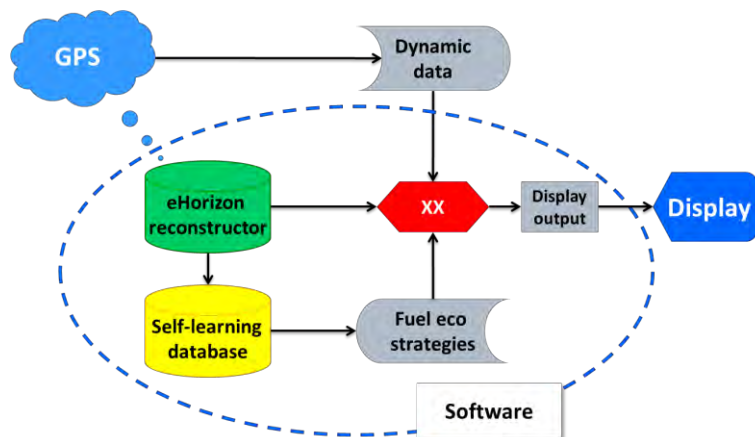 GPS
Dynamic
data
eHorizon
reconstructor
XX
Display
output
Display
Self-learning
database
Fuel eco
strategies
Software